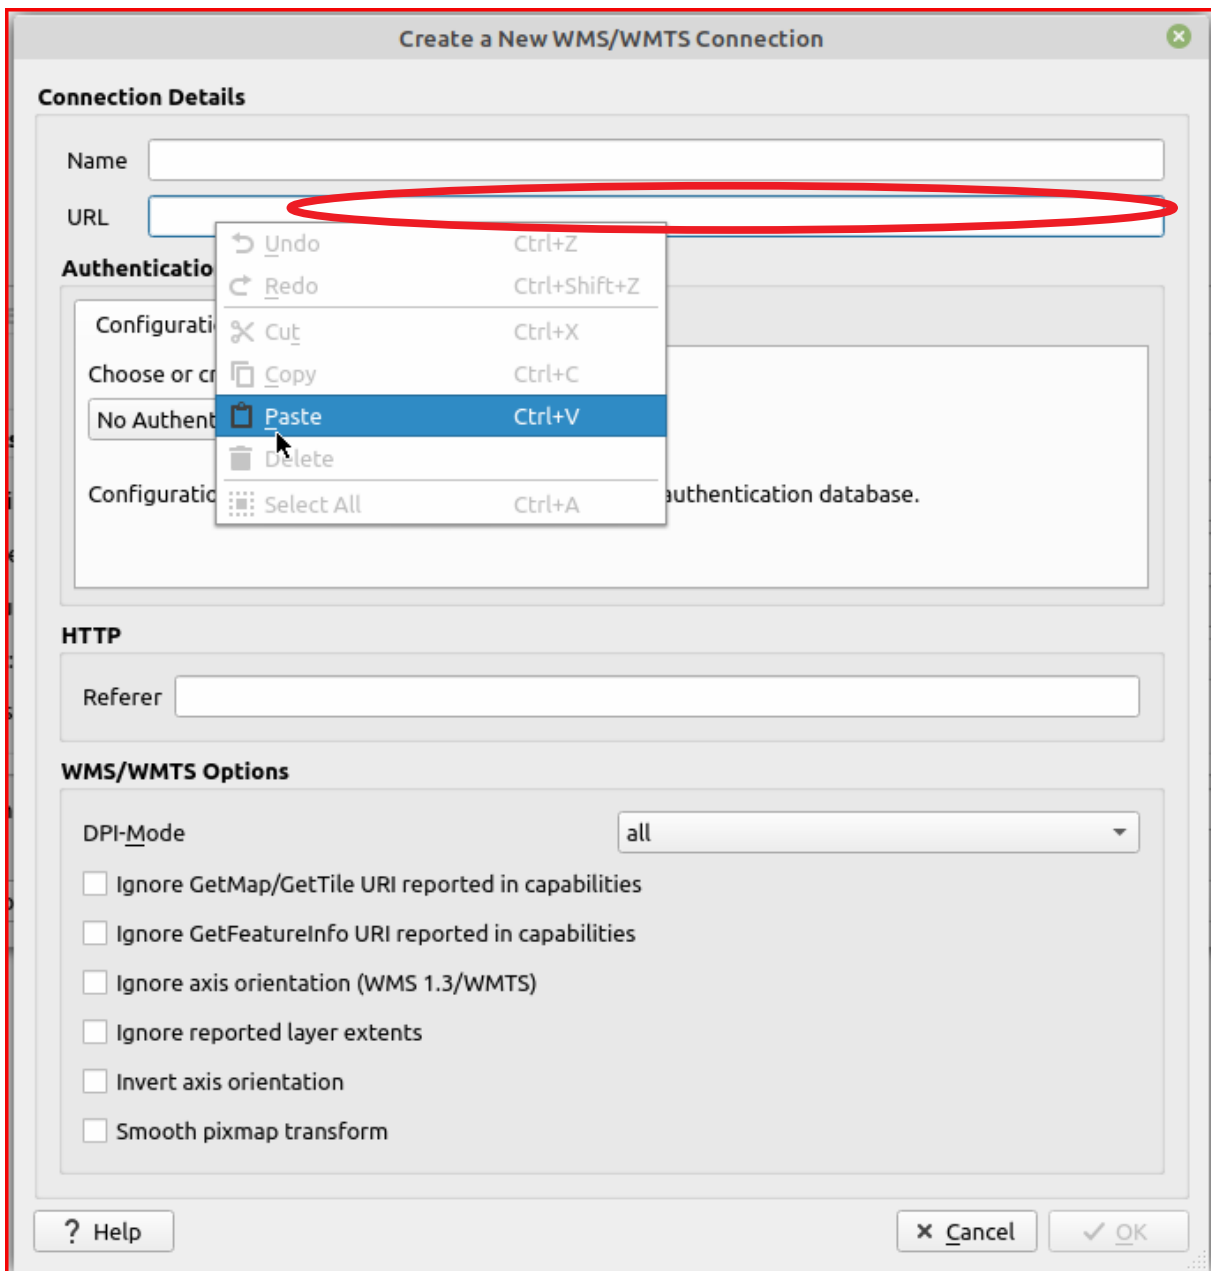 Create a New WMS/WMTS Connection
Connection Details
Name
URL
Undo Ctrl+Z
Authenticatio
Redo Ctrl+Shift+Z
Configurati
Cut Ctrl+X
Choose or cr
Copy Ctrl+C
No Authent
Paste Ctrl+V
Delete
Configuratio
authentication database.
Select All Ctrl+A
HTTP
Referer
WMS/WMTS Options
DPI-Mode all
Ignore GetMap/GetTile URI reported in capabilities
Ignore GetFeatureInfo URI reported in capabilities
Ignore axis orientation (WMS 1.3/WMTS)
Ignore reported layer extents
Invert axis orientation
Smooth pixmap transform
? Help Cancel OK